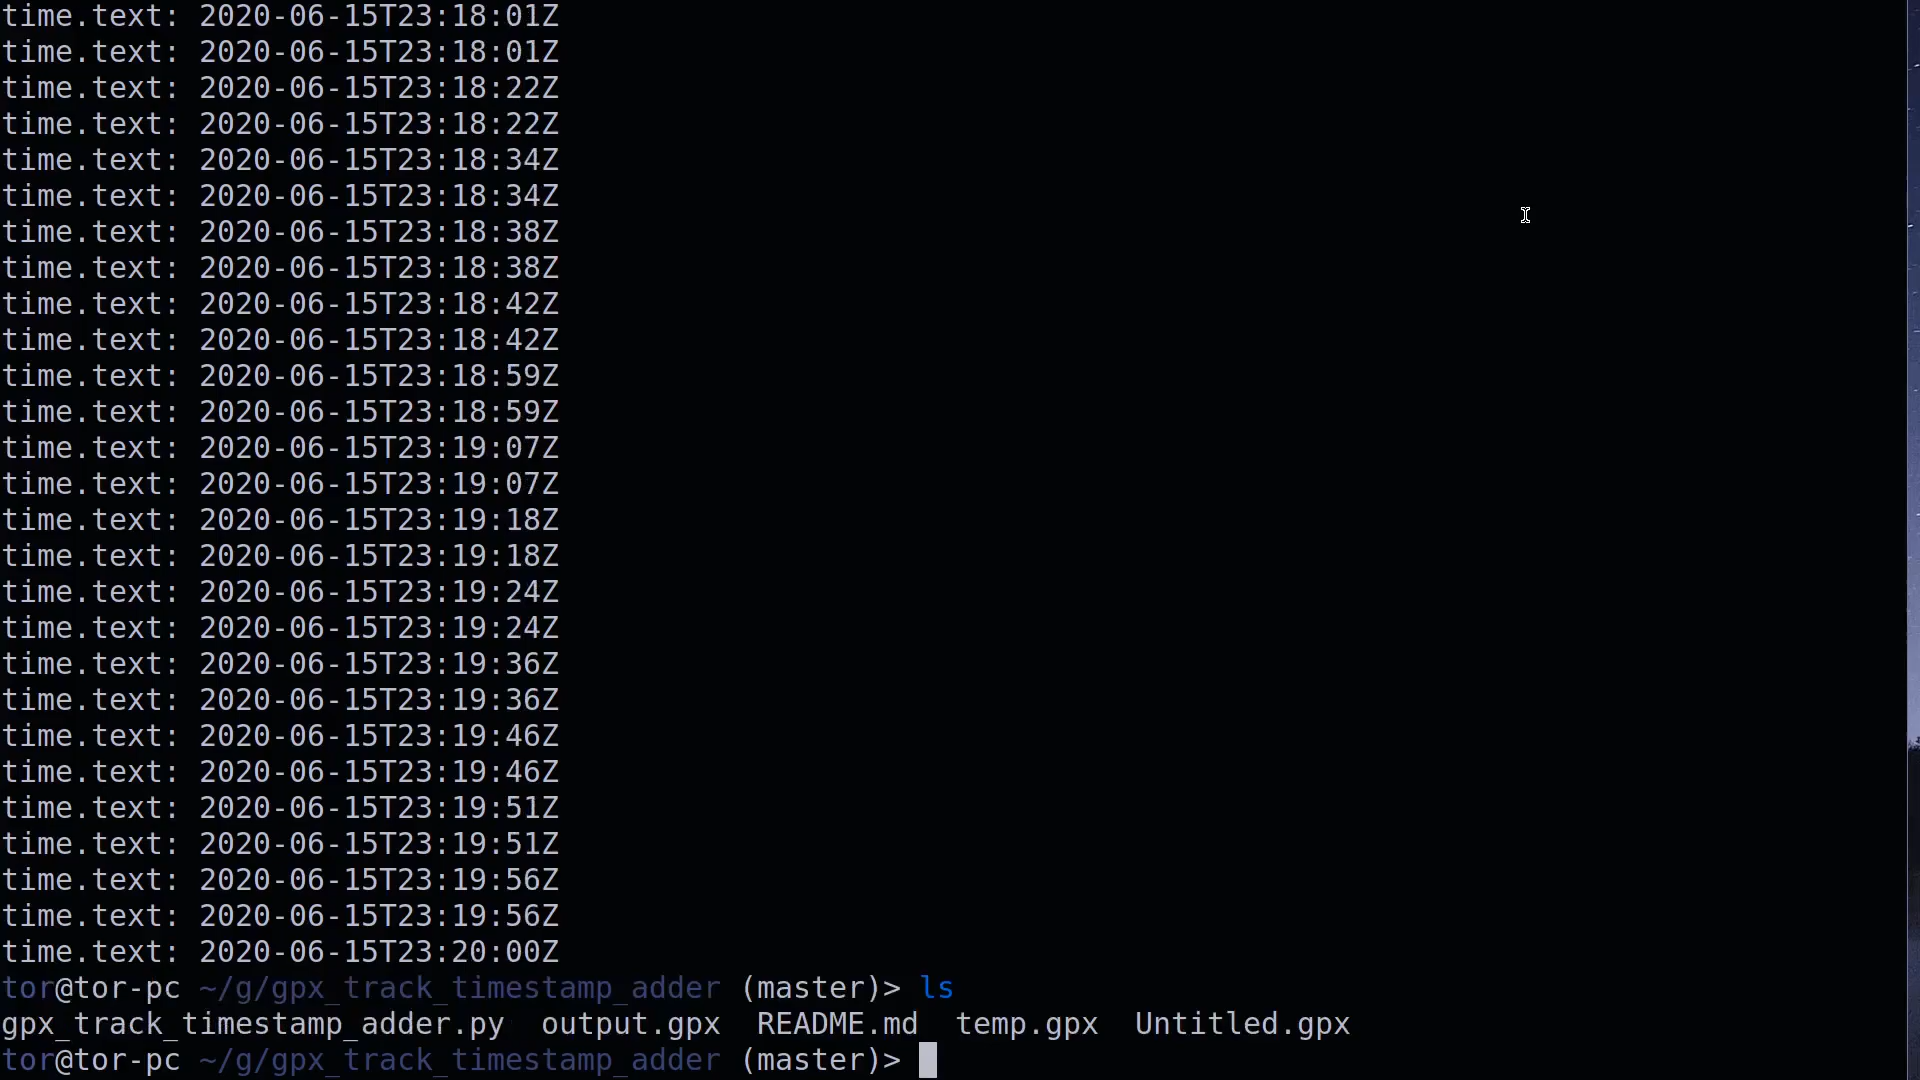 time.text: 2020-06-15T23:18:01Z
time.text: 2020-06-15T23:18:01Z
time.text: 2020-06-15T23:18:22Z
time.text: 2020-06-15T23:18:22Z
time.text: 2020-06-15T23:18:34Z
time.text: 2020-06-15T23:18:34Z
time.text: 2020-06-15T23:18:38Z
time.text: 2020-06-15T23:18:38Z
time.text: 2020-06-15T23:18:42Z
time.text: 2020-06-15T23:18:42Z
time.text: 2020-06-15T23:18:59Z
time.text: 2020-06-15T23:18:59Z
time.text: 2020-06-15T23:19:07Z
time.text: 2020-06-15T23:19:07Z
time.text: 2020-06-15T23:19:18Z
time.text: 2020-06-15T23:19:18Z
time.text: 2020-06-15T23:19:24Z
time.text: 2020-06-15T23:19:24Z
time.text: 2020-06-15T23:19:36Z
time.text: 2020-06-15T23:19:36Z
time.text: 2020-06-15T23:19:46Z
time.text: 2020-06-15T23:19:46Z
time.text: 2020-06-15T23:19:51Z
time.text: 2020-06-15T23:19:51Z
time.text: 2020-06-15T23:19:56Z
time.text: 2020-06-15T23:19:56Z
time.text: 2020-06-15T23:20:00Z
tor@tor-pc ~/g/gpx_track_timestamp_adder (master)> ls
gpx_track_timestamp_adder.py  output.gpx  README.md  temp.gpx  Untitled.gpx
tor@tor-pc ~/g/gpx_track_timestamp_adder (master)>